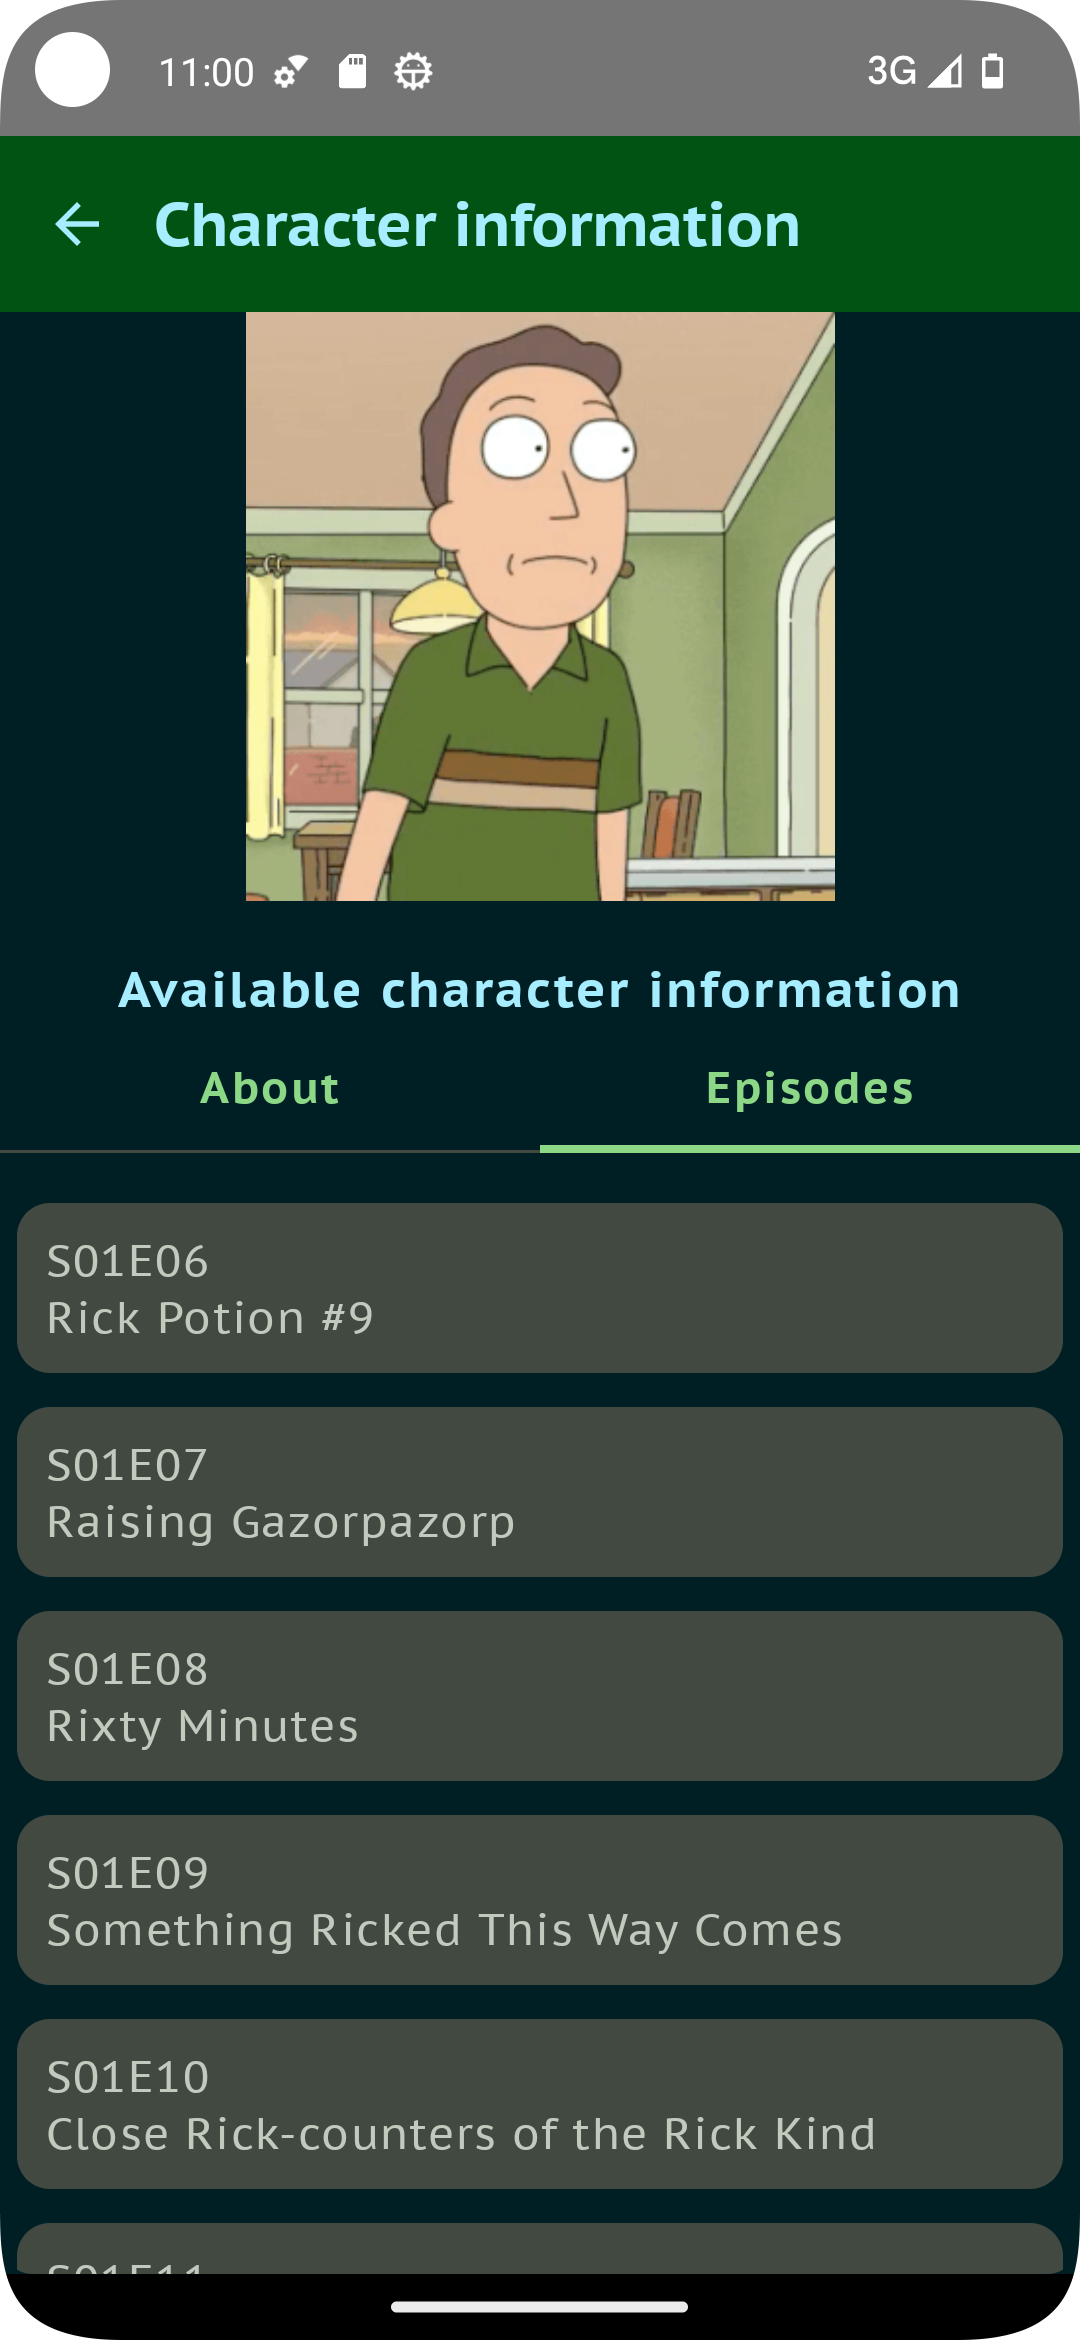 11:00
3G
Character information
Available character information
About
Episodes
S01E06
Rick Potion #9
S01E07
Raising Gazorpazorp
S01E08
Rixty Minutes
S01E09
Something Ricked This Way Comes
S01E10
Close Rick-counters of the Rick Kind
S01E11